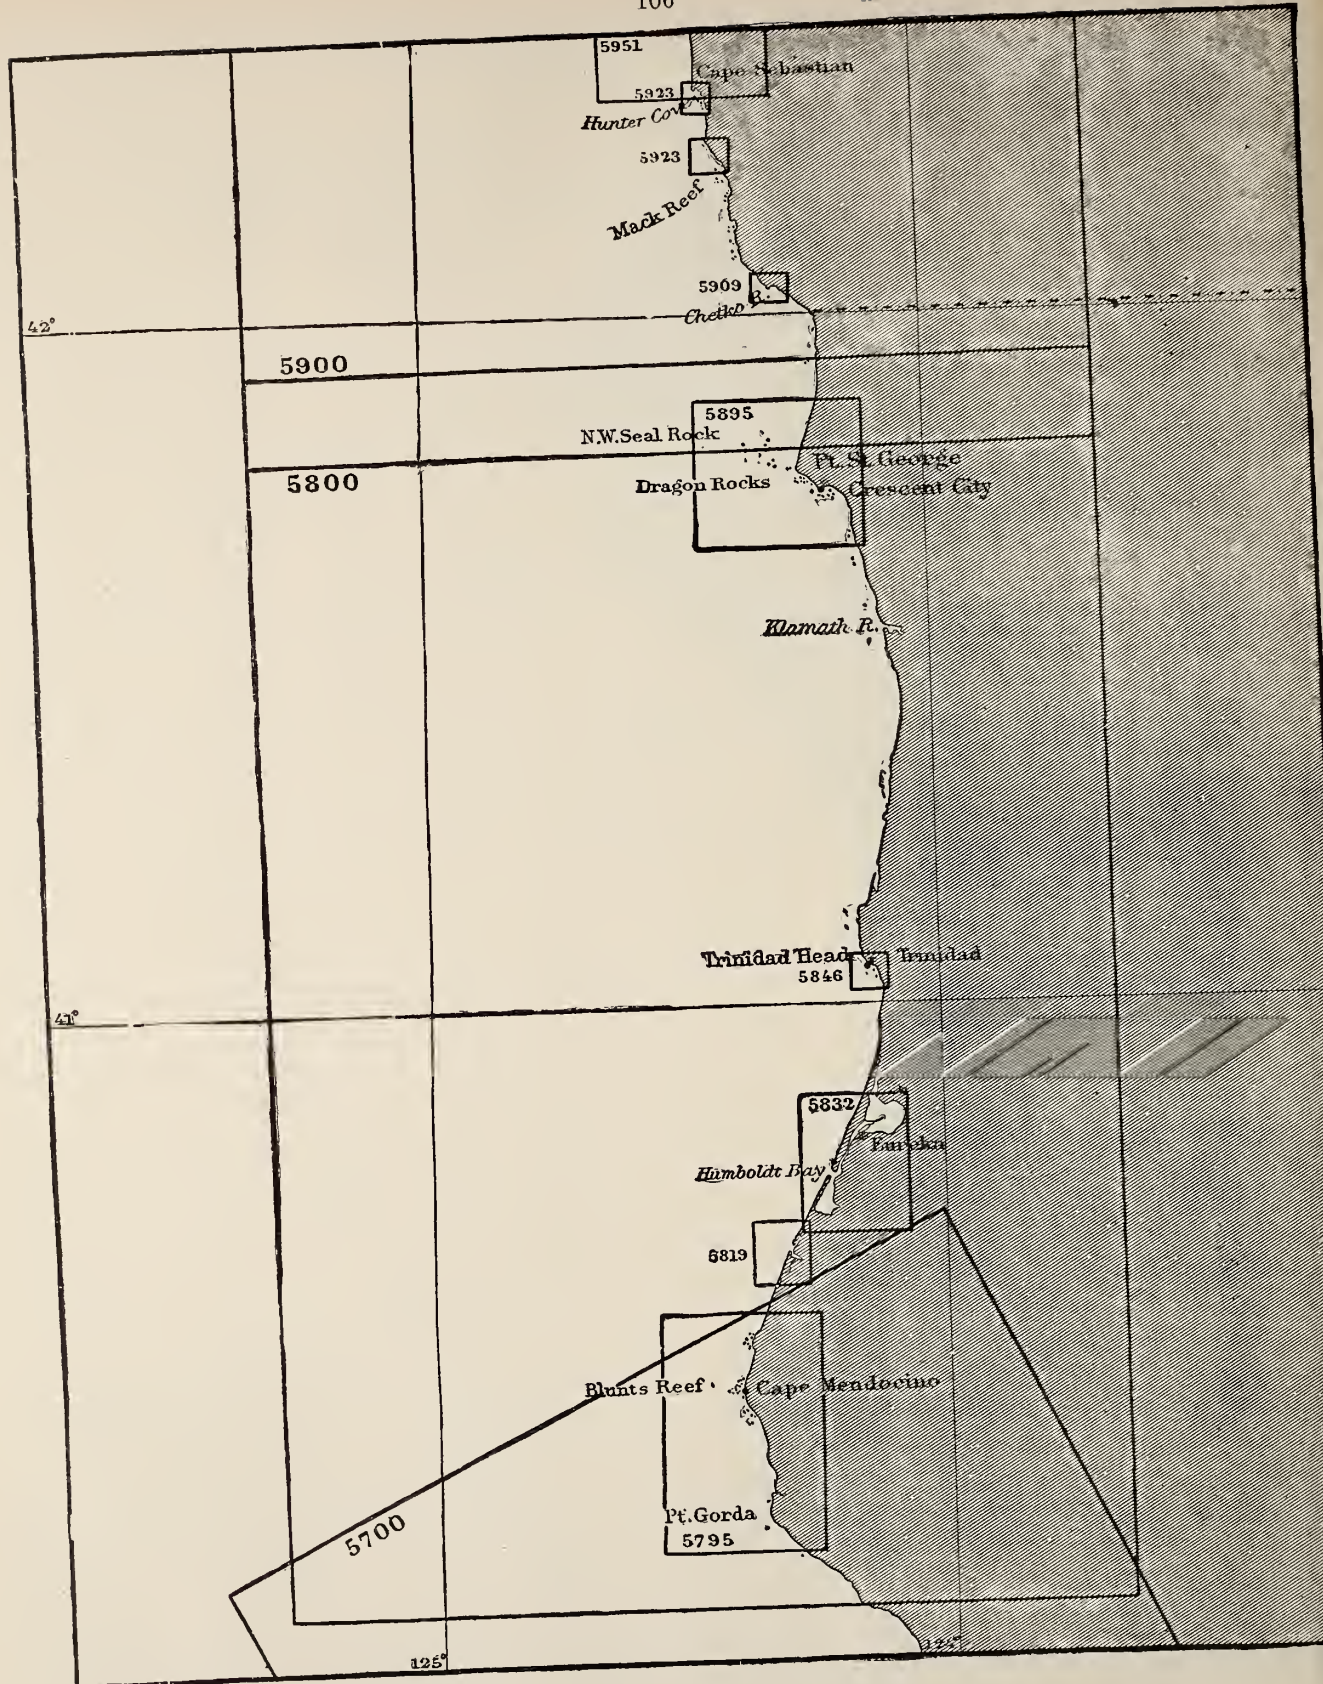 106
5951
Cape Sebastian
5923
Hunter Cove
5923
Mack Reef
5909
Chetko R.
42°
5900
5895
N.W. Seal Rock
Pt. St. George
5800
Dragon Rocks
Crescent City
Klamath R.
Trinidad Head
Trinidad
5846
41°
5832
Eureka
Humboldt Bay
5819
Blunts Reef
Cape Mendocino
Pt. Gorda
5700
5795
125°
124°